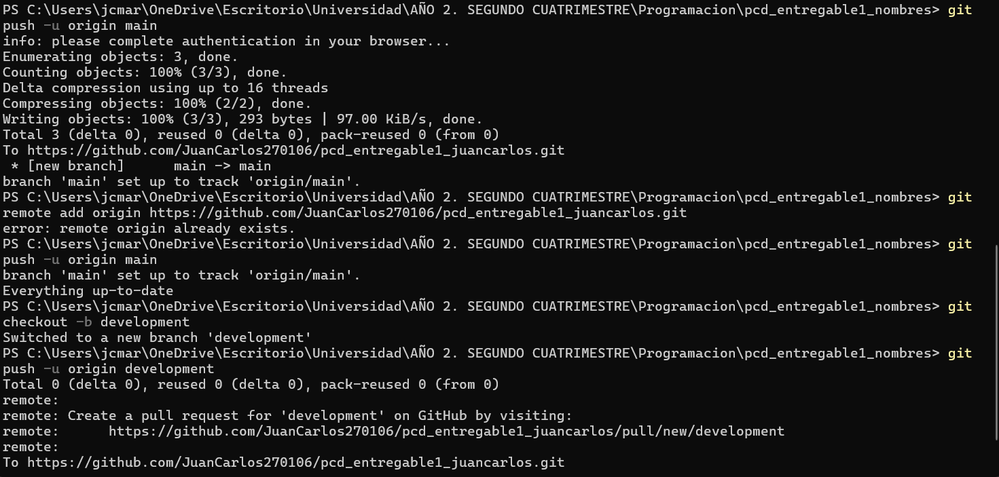 PS C:\Users\jcmar\OneDrive\Escritorio\Universidad\AÑO 2. SEGUNDO CUATRIMESTRE\Programacion\pcd_entregable1_nombres> git
push -u origin main
info: please complete authentication in your browser...
Enumerating objects: 3, done.
Counting objects: 100% (3/3), done.
Delta compression using up to 16 threads
Compressing objects: 100% (2/2), done.
Writing objects: 100% (3/3), 293 bytes | 97.00 KiB/s, done.
Total 3 (delta 0), reused 0 (delta 0), pack-reused 0 (from 0)
To https://github.com/JuanCarlos270106/pcd_entregable1_juancarlos.git
 * [new branch]      main -> main
branch 'main' set up to track 'origin/main'.
PS C:\Users\jcmar\OneDrive\Escritorio\Universidad\AÑO 2. SEGUNDO CUATRIMESTRE\Programacion\pcd_entregable1_nombres> git
remote add origin https://github.com/JuanCarlos270106/pcd_entregable1_juancarlos.git
error: remote origin already exists.
PS C:\Users\jcmar\OneDrive\Escritorio\Universidad\AÑO 2. SEGUNDO CUATRIMESTRE\Programacion\pcd_entregable1_nombres> git
push -u origin main
branch 'main' set up to track 'origin/main'.
Everything up-to-date
PS C:\Users\jcmar\OneDrive\Escritorio\Universidad\AÑO 2. SEGUNDO CUATRIMESTRE\Programacion\pcd_entregable1_nombres> git
checkout -b development
Switched to a new branch 'development'
PS C:\Users\jcmar\OneDrive\Escritorio\Universidad\AÑO 2. SEGUNDO CUATRIMESTRE\Programacion\pcd_entregable1_nombres> git
push -u origin development
Total 0 (delta 0), reused 0 (delta 0), pack-reused 0 (from 0)
remote:
remote: Create a pull request for 'development' on GitHub by visiting:
remote:      https://github.com/JuanCarlos270106/pcd_entregable1_juancarlos/pull/new/development
remote:
To https://github.com/JuanCarlos270106/pcd_entregable1_juancarlos.git